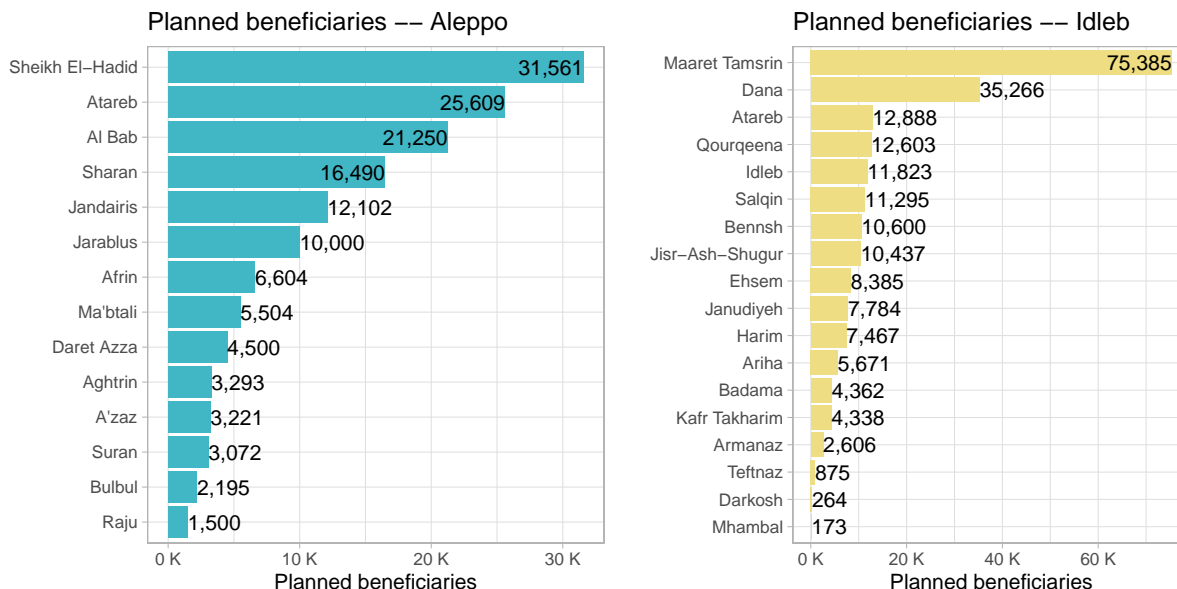 Planned beneficiaries −− Aleppo
Sheikh El−Hadid 31,561
Atareb 25,609
Al Bab 21,250
Sharan 16,490
Jandairis 12,102
Jarablus 10,000
Afrin 6,604
Ma'btali 5,504
Daret Azza 4,500
Aghtrin 3,293
A'zaz 3,221
Suran 3,072
Bulbul 2,195
Raju 1,500
0 K 10 K 20 K 30 K
Planned beneficiaries
Planned beneficiaries −− Idleb
Maaret Tamsrin 75,385
Dana 35,266
Atareb 12,888
Qourqeena 12,603
Idleb 11,823
Salqin 11,295
Bennsh 10,600
Jisr−Ash−Shugur 10,437
Ehsem 8,385
Janudiyeh 7,784
Harim 7,467
Ariha 5,671
Badama 4,362
Kafr Takharim 4,338
Armanaz 2,606
Teftnaz 875
Darkosh 264
Mhambal 173
0 K 20 K 40 K 60 K
Planned beneficiaries